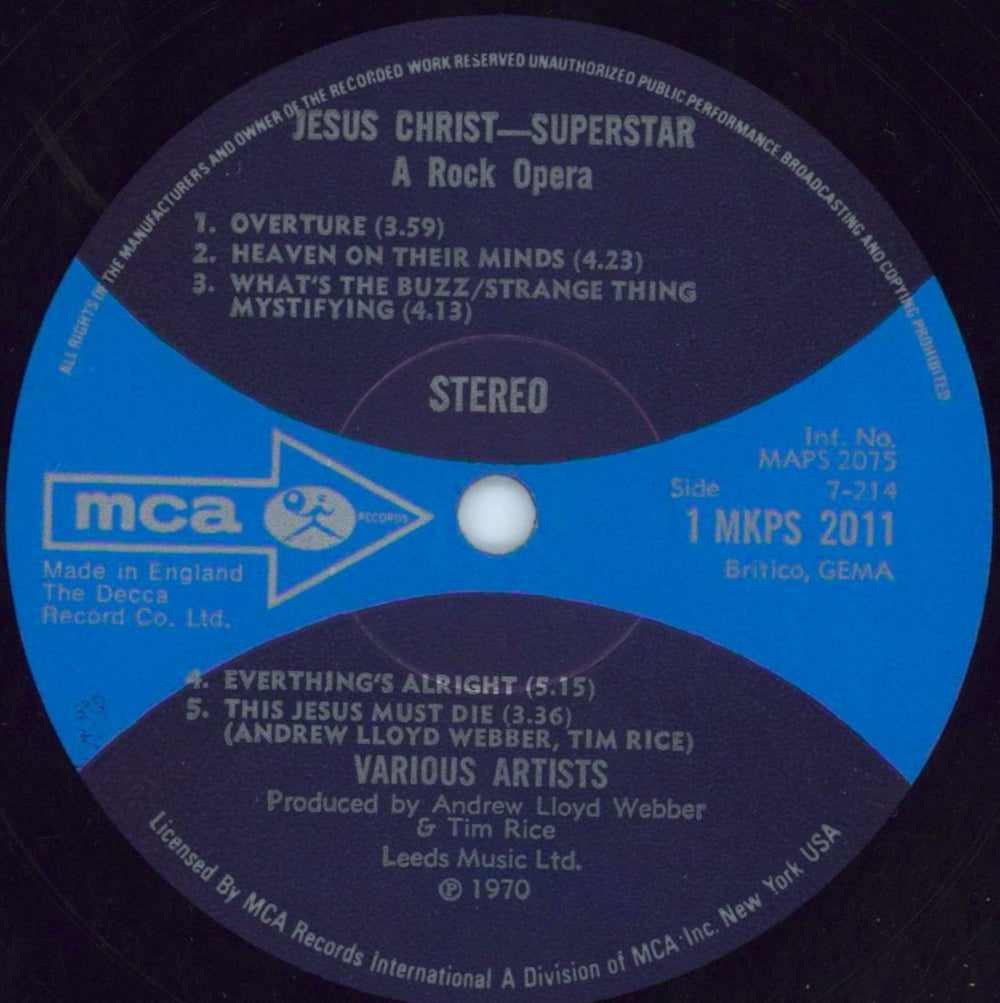 ALL RIGHTS OF THE MANUFACTURERS AND OWNER OF THE RECORDED WORK RESERVED UNAUTHORIZED PUBLIC PERFORMANCE BROADCASTING AND COPYING PROHIBITED
JESUS CHRIST—SUPERSTAR
A Rock Opera
1. OVERTURE (3.59)
2. HEAVEN ON THEIR MINDS (4.23)
3. WHAT'S THE BUZZ/STRANGE THING
MYSTIFYING (4.13)
STEREO
mca
RECORDS
Made in England
The Decca
Record Co. Ltd.
Int. No.
MAPS 2075
Side 7-214
1 MKPS 2011
Britico, GEMA
4. EVERTHING'S ALRIGHT (5.15)
5. THIS JESUS MUST DIE (3.36)
(ANDREW LLOYD WEBBER, TIM RICE)
VARIOUS ARTISTS
Produced by Andrew Lloyd Webber
& Tim Rice
Leeds Music Ltd.
℗ 1970
Licensed By MCA Records International A Division of MCA·Inc. New York USA